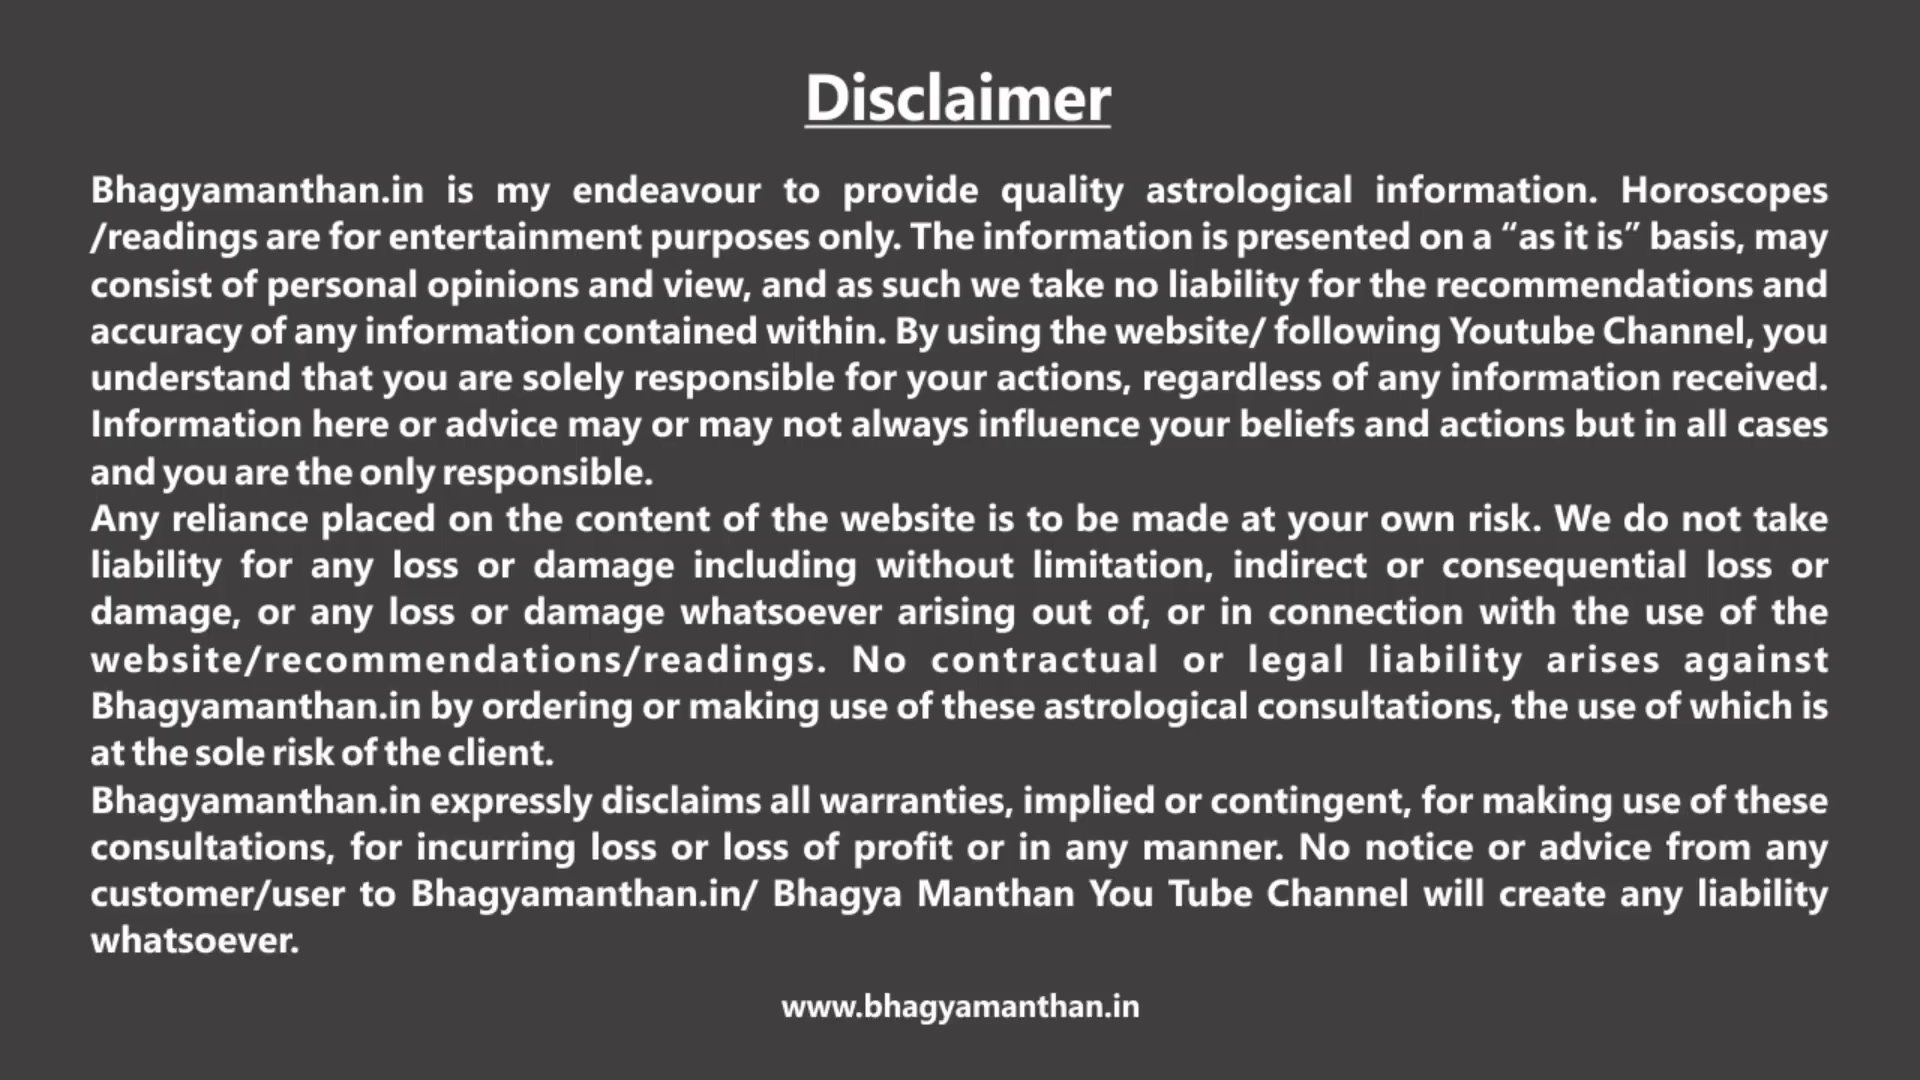 Disclaimer
Bhagyamanthan.in is my endeavour to provide quality astrological information. Horoscopes
/readings are for entertainment purposes only. The information is presented on a “as it is” basis, may
consist of personal opinions and view, and as such we take no liability for the recommendations and
accuracy of any information contained within. By using the website/ following Youtube Channel, you
understand that you are solely responsible for your actions, regardless of any information received.
Information here or advice may or may not always influence your beliefs and actions but in all cases
and you are the only responsible.
Any reliance placed on the content of the website is to be made at your own risk. We do not take
liability for any loss or damage including without limitation, indirect or consequential loss or
damage, or any loss or damage whatsoever arising out of, or in connection with the use of the
website/recommendations/readings. No contractual or legal liability arises against
Bhagyamanthan.in by ordering or making use of these astrological consultations, the use of which is
at the sole risk of the client.
Bhagyamanthan.in expressly disclaims all warranties, implied or contingent, for making use of these
consultations, for incurring loss or loss of profit or in any manner. No notice or advice from any
customer/user to Bhagyamanthan.in/ Bhagya Manthan You Tube Channel will create any liability
whatsoever.
www.bhagyamanthan.in